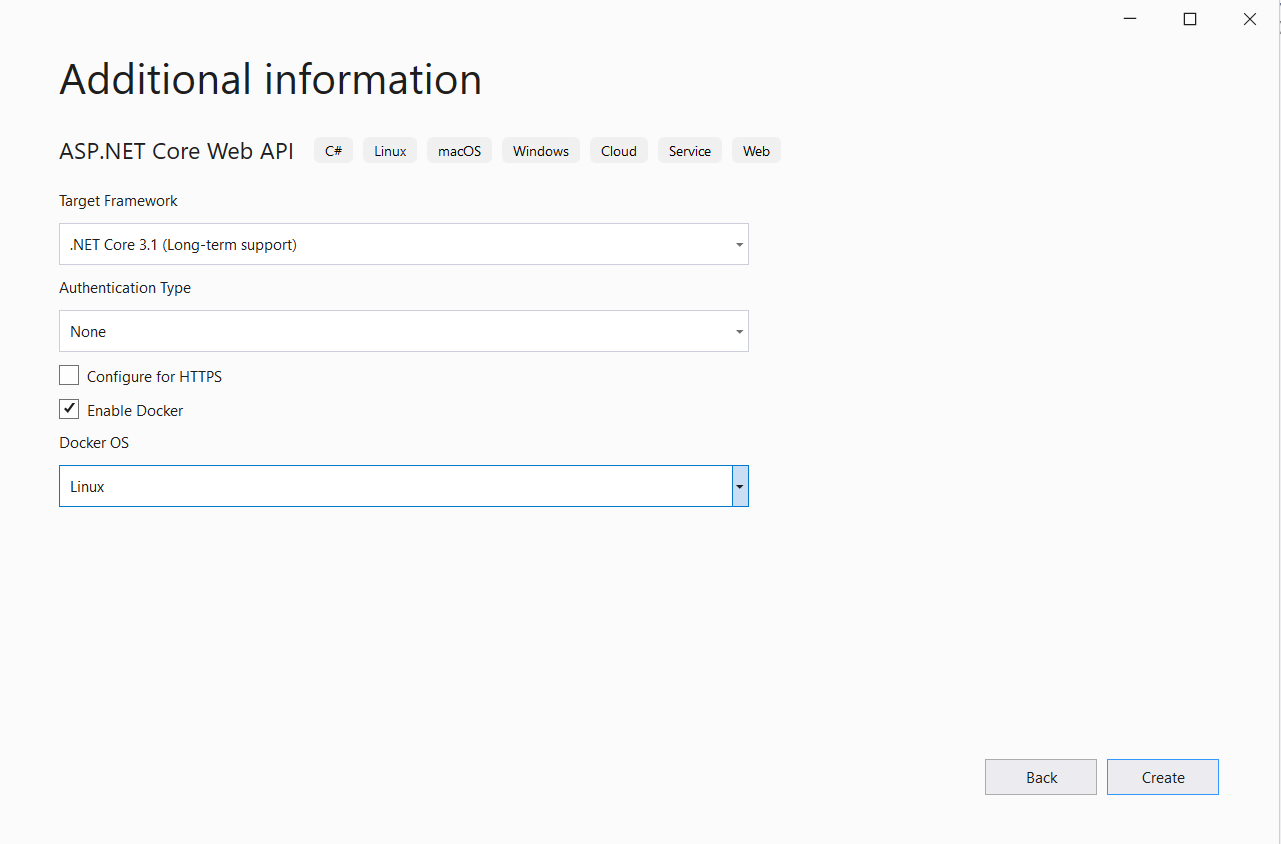 Additional information
ASP.NET Core Web API C# Linux macOS Windows Cloud Service Web
Target Framework
.NET Core 3.1 (Long-term support)
Authentication Type
None
Configure for HTTPS
Enable Docker
Docker OS
Linux
Back Create